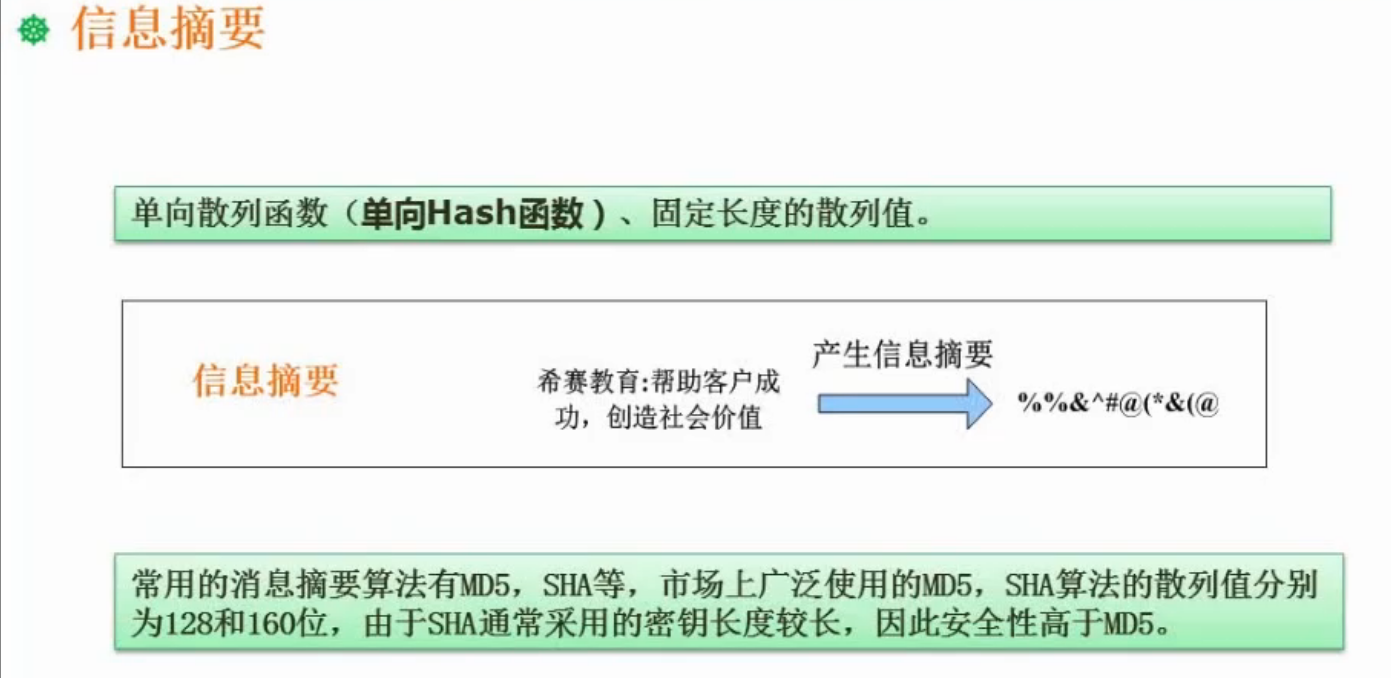 信息摘要
单向散列函数（单向Hash函数）、固定长度的散列值。
产生信息摘要
信息摘要
希赛教育:帮助客户成
功，创造社会价值
%%&^#@(*&(@
常用的消息摘要算法有MD5，SHA等，市场上广泛使用的MD5，SHA算法的散列值分别
为128和160位，由于SHA通常采用的密钥长度较长，因此安全性高于MD5。